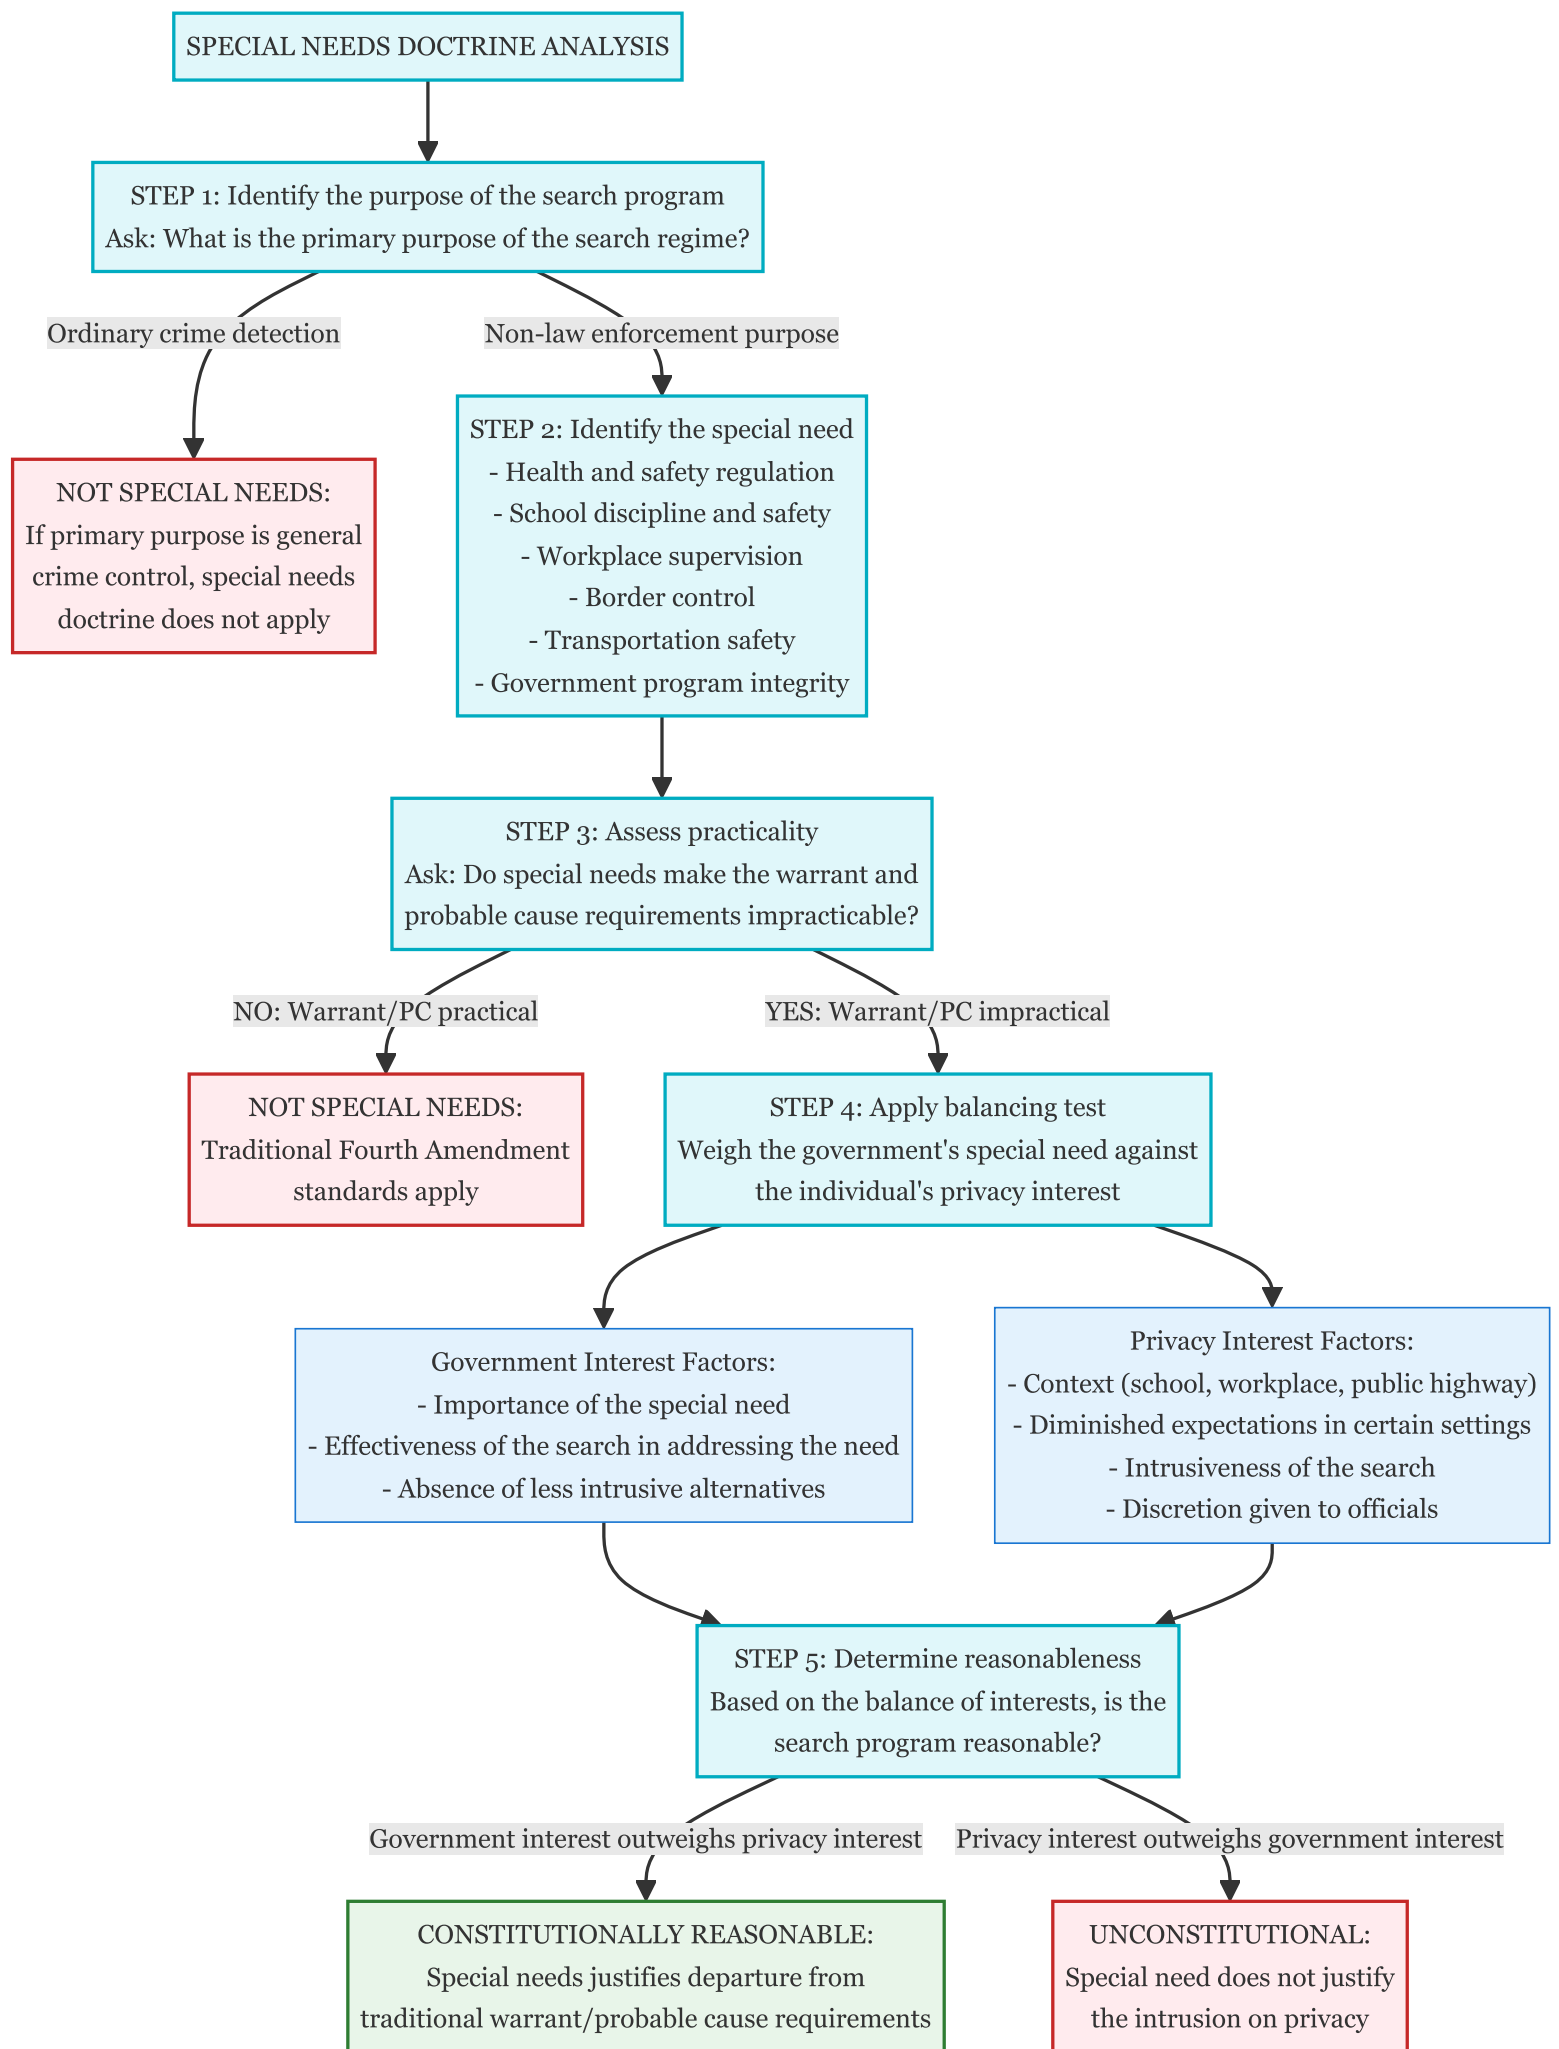 SPECIAL NEEDS DOCTRINE ANALYSIS
STEP 1: Identify the purpose of the search program
Ask: What is the primary purpose of the search regime?
Ordinary crime detection
Non-law enforcement purpose
NOT SPECIAL NEEDS:
If primary purpose is general
crime control, special needs
doctrine does not apply
STEP 2: Identify the special need
- Health and safety regulation
- School discipline and safety
- Workplace supervision
- Border control
- Transportation safety
- Government program integrity
STEP 3: Assess practicality
Ask: Do special needs make the warrant and
probable cause requirements impracticable?
NO: Warrant/PC practical
YES: Warrant/PC impractical
NOT SPECIAL NEEDS:
Traditional Fourth Amendment
standards apply
STEP 4: Apply balancing test
Weigh the government's special need against
the individual's privacy interest
Government Interest Factors:
- Importance of the special need
- Effectiveness of the search in addressing the need
- Absence of less intrusive alternatives
Privacy Interest Factors:
- Context (school, workplace, public highway)
- Diminished expectations in certain settings
- Intrusiveness of the search
- Discretion given to officials
STEP 5: Determine reasonableness
Based on the balance of interests, is the
search program reasonable?
Government interest outweighs privacy interest
Privacy interest outweighs government interest
CONSTITUTIONALLY REASONABLE:
Special needs justifies departure from
traditional warrant/probable cause requirements
UNCONSTITUTIONAL:
Special need does not justify
the intrusion on privacy